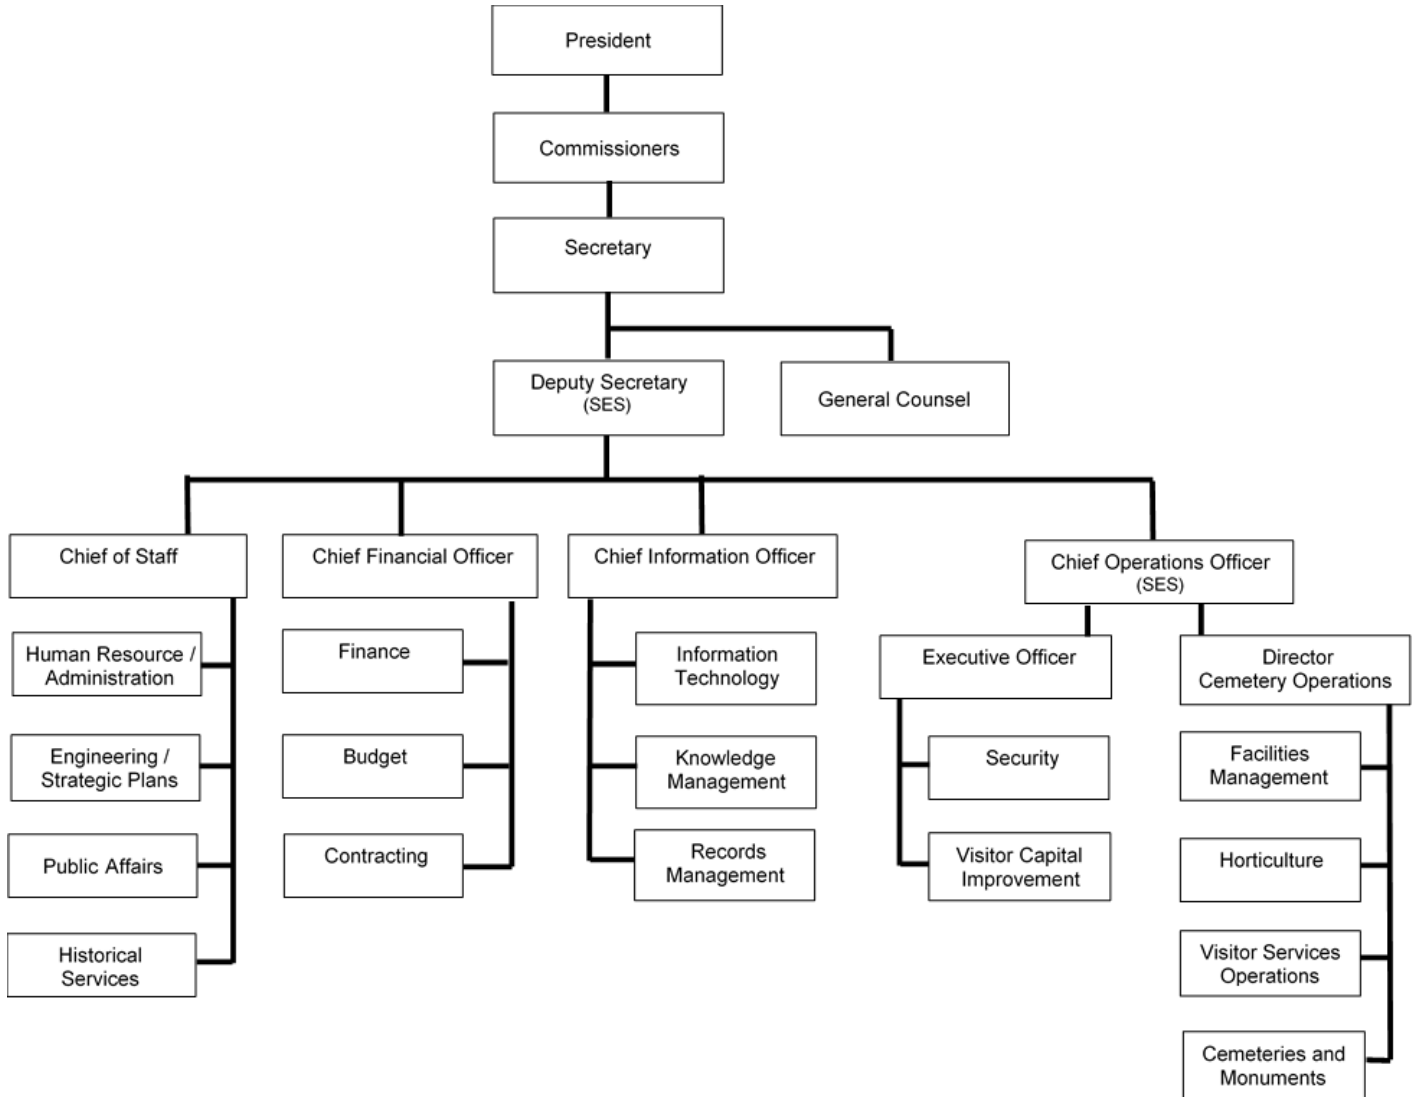 President
Commissioners
Secretary
Deputy Secretary
(SES)
General Counsel
Chief of Staff
Chief Financial Officer
Chief Information Officer
Chief Operations Officer
(SES)
Human Resource /
Administration
Engineering /
Strategic Plans
Public Affairs
Historical
Services
Finance
Budget
Contracting
Information
Technology
Knowledge
Management
Records
Management
Executive Officer
Security
Visitor Capital
Improvement
Director
Cemetery Operations
Facilities
Management
Horticulture
Visitor Services
Operations
Cemeteries and
Monuments